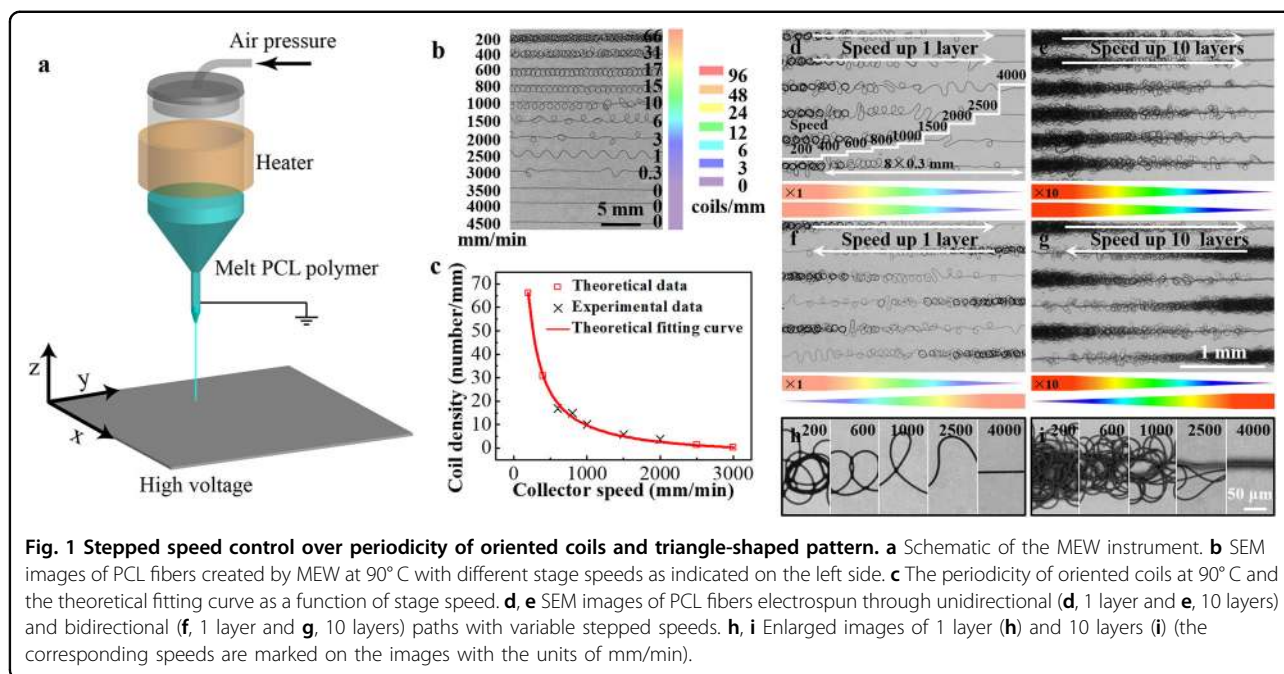 a
Air pressure
Heater
Melt PCL polymer
z
y
x
High voltage
b
200 66
400 31
600 17
800 15
1000 10
1500 6
2000 3
2500 1
3000 0.3
3500 0
4000 0
4500 0
mm/min
5 mm
96
48
24
12
6
3
0
coils/mm
c
Coil density (number/mm)
70
60
50
40
30
20
10
0
Theoretical data
Experimental data
Theoretical fitting curve
0 1000 2000 3000
Collector speed (mm/min)
d
Speed up 1 layer
Speed
200 400 600 800 1000 1500 2000 2500 4000
8×0.3 mm
×1
e
Speed up 10 layers
×10
f
Speed up 1 layer
×1
g
Speed up 10 layers
1 mm
×10
h
200 600 1000 2500 4000
i
200 600 1000 2500 4000
50 µm
Fig. 1 Stepped speed control over periodicity of oriented coils and triangle-shaped pattern. a Schematic of the MEW instrument. b SEM
images of PCL fibers created by MEW at 90° C with different stage speeds as indicated on the left side. c The periodicity of oriented coils at 90° C and
the theoretical fitting curve as a function of stage speed. d, e SEM images of PCL fibers electrospun through unidirectional (d, 1 layer and e, 10 layers)
and bidirectional (f, 1 layer and g, 10 layers) paths with variable stepped speeds. h, i Enlarged images of 1 layer (h) and 10 layers (i) (the
corresponding speeds are marked on the images with the units of mm/min).